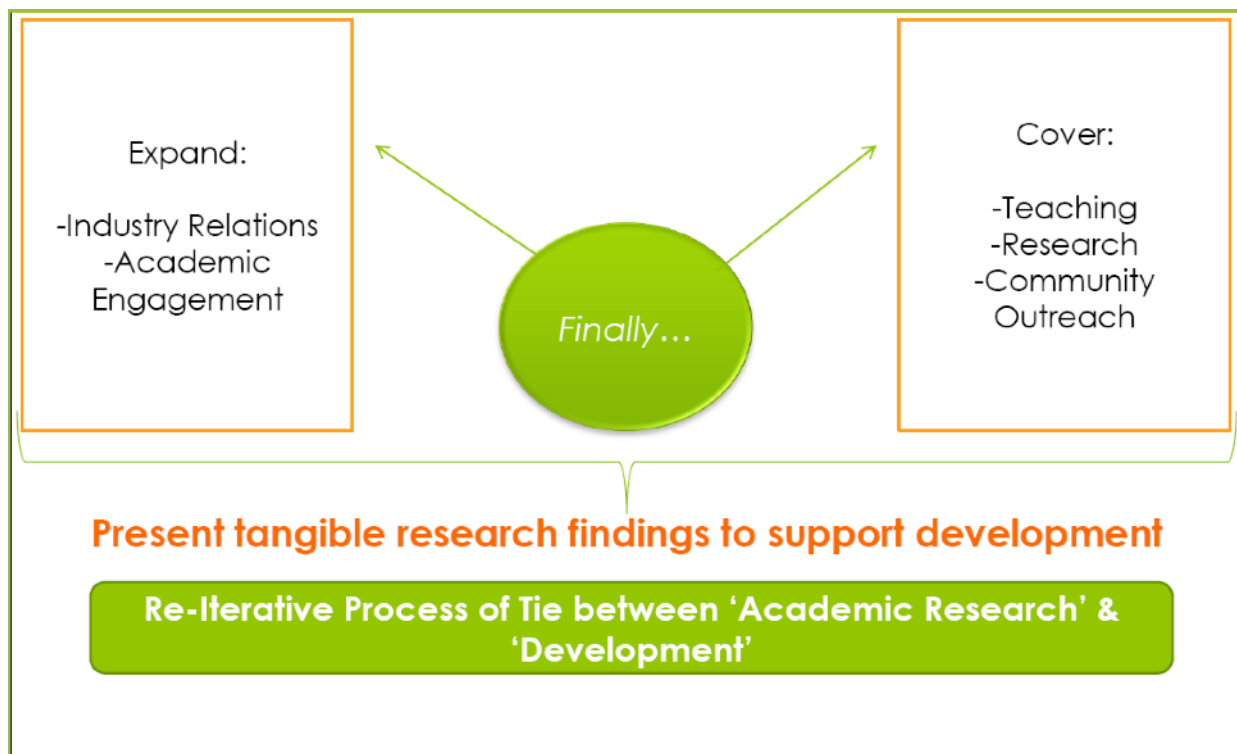 Expand:
-Industry Relations
-Academic
Engagement
Finally…
Cover:
-Teaching
-Research
-Community
Outreach
Present tangible research findings to support development
Re-Iterative Process of Tie between ‘Academic Research’ &
‘Development’